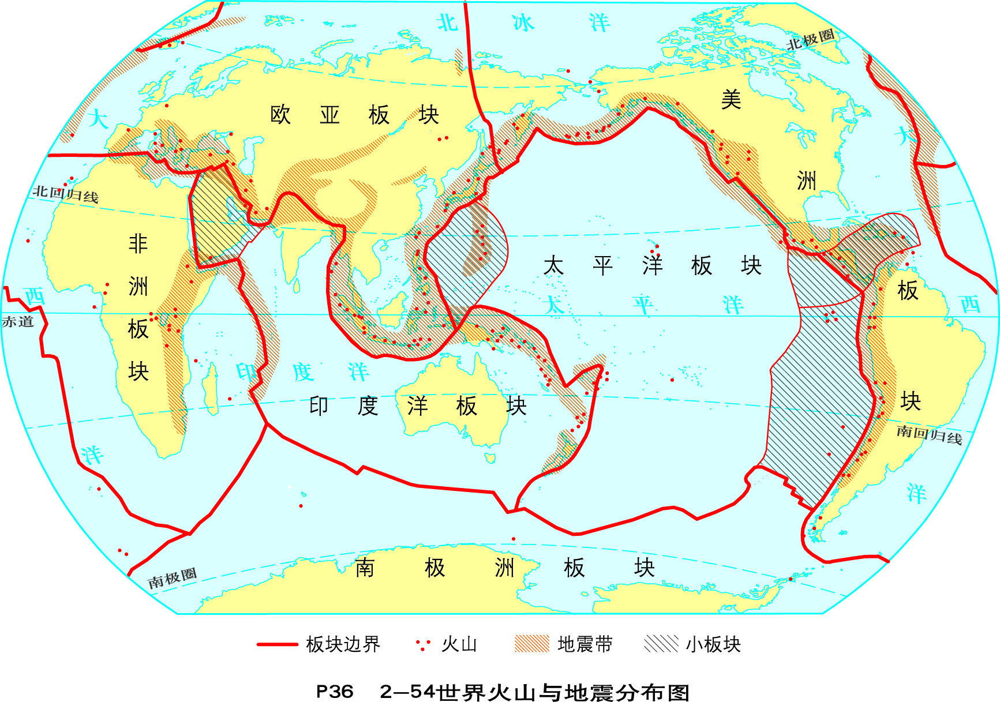 北冰洋
北极圈
大
西
洋
欧亚板块
美
洲
板
块
大
西
洋
北回归线
非
洲
板
块
太平洋板块
太平洋
赤道
印度洋
印度洋板块
南回归线
南极圈
南极洲板块
板块边界 火山 地震带 小板块
P36 2—54世界火山与地震分布图